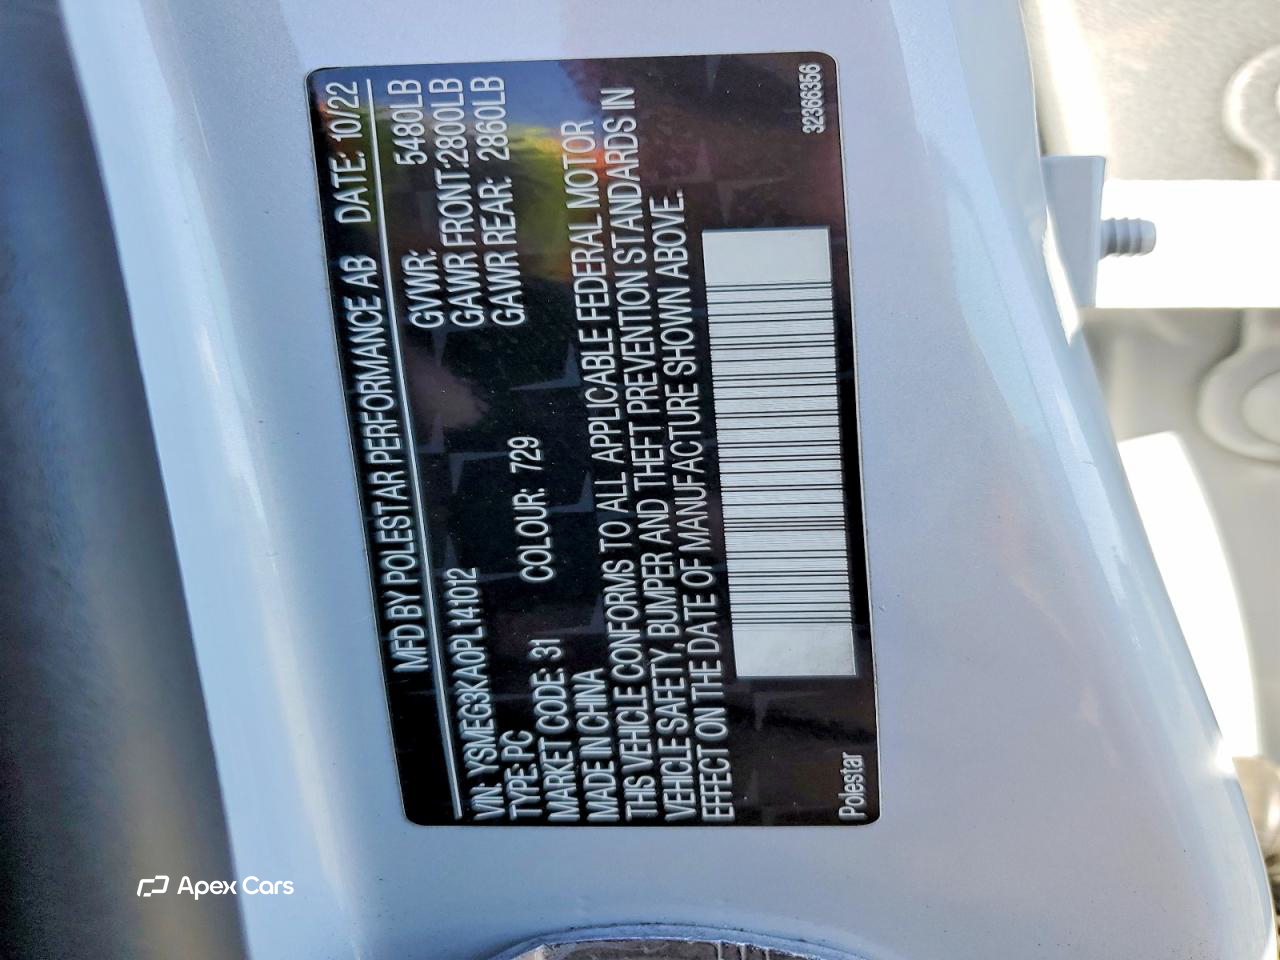 MFD BY POLESTAR PERFORMANCE AB DATE: 10/22
GVWR: 5480LB
GAWR FRONT:2800LB
VIN: YSMEG3KA0PL141012 GAWR REAR: 2860LB
TYPE: PC COLOUR: 729
MARKET CODE: 31
MADE IN CHINA
THIS VEHICLE CONFORMS TO ALL APPLICABLE FEDERAL MOTOR
VEHICLE SAFETY, BUMPER AND THEFT PREVENTION STANDARDS IN
EFFECT ON THE DATE OF MANUFACTURE SHOWN ABOVE.
Polestar 32366356
Apex Cars